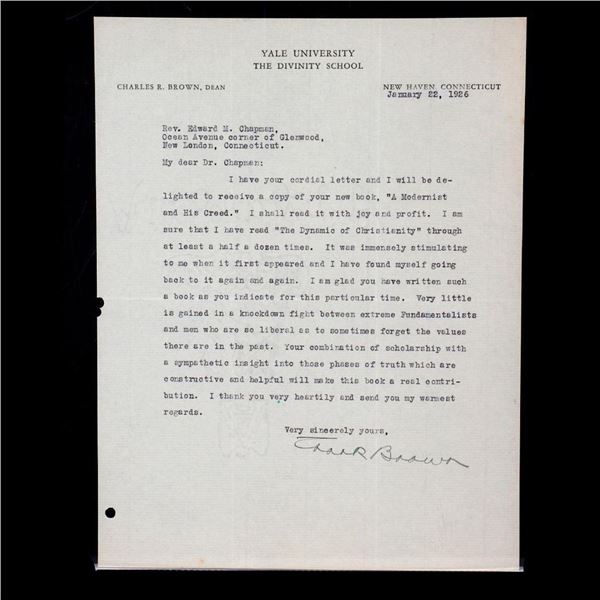 YALE UNIVERSITY
THE DIVINITY SCHOOL
CHARLES R. BROWN, DEAN
NEW HAVEN, CONNECTICUT
January 22, 1926
Rev. Edward M. Chapman,
Ocean Avenue corner of Glenwood,
New London, Connecticut.
My dear Dr. Chapman:
I have your cordial letter and I will be de-
lighted to receive a copy of your new book, "A Modernist
and His Creed." I shall read it with joy and profit. I am
sure that I have read "The Dynamic of Christianity" through
at least a half a dozen times. It was immensely stimulating
to me when it first appeared and I have found myself going
back to it again and again. I am glad you have written such
a book as you indicate for this particular time. Very little
is gained in a knockdown fight between extreme Fundamentalists
and men who are so liberal as to sometimes forget the values
there are in the past. Your combination of scholarship with
a sympathetic insight into those phases of truth which are
constructive and helpful will make this book a real contri-
bution. I thank you very heartily and send you my warmest
regards.
Very sincerely yours,
Chas R Brown